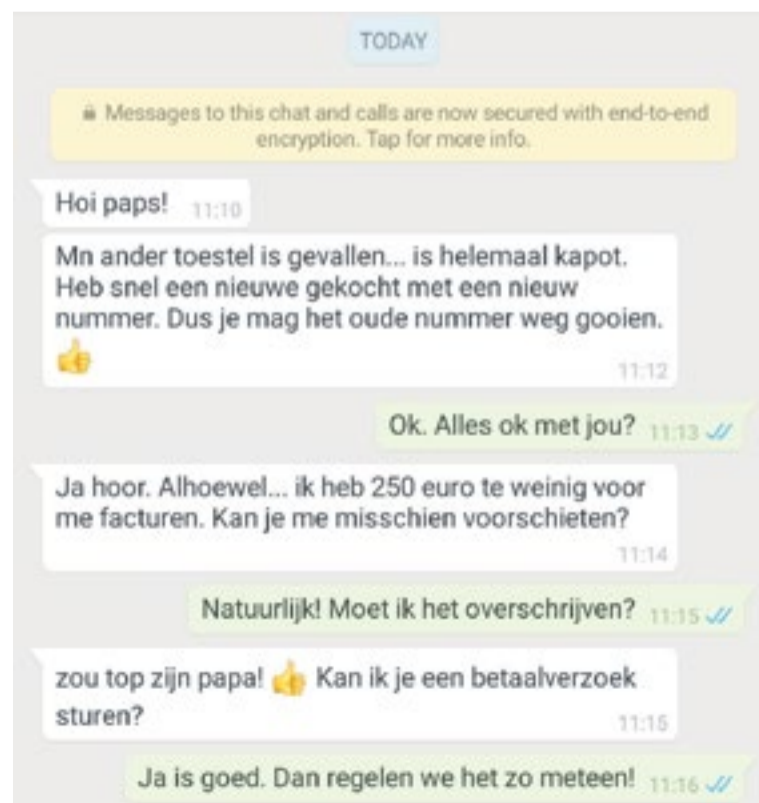 TODAY
Messages to this chat and calls are now secured with end-to-end
encryption. Tap for more info.
Hoi paps! 11:10
Mn ander toestel is gevallen... is helemaal kapot.
Heb snel een nieuwe gekocht met een nieuw
nummer. Dus je mag het oude nummer weg gooien.
👍 11:12
Ok. Alles ok met jou? 11:13
Ja hoor. Alhoewel... ik heb 250 euro te weinig voor
me facturen. Kan je me misschien voorschieten?
11:14
Natuurlijk! Moet ik het overschrijven? 11:15
zou top zijn papa! 👍 Kan ik je een betaalverzoek
sturen? 11:15
Ja is goed. Dan regelen we het zo meteen! 11:16